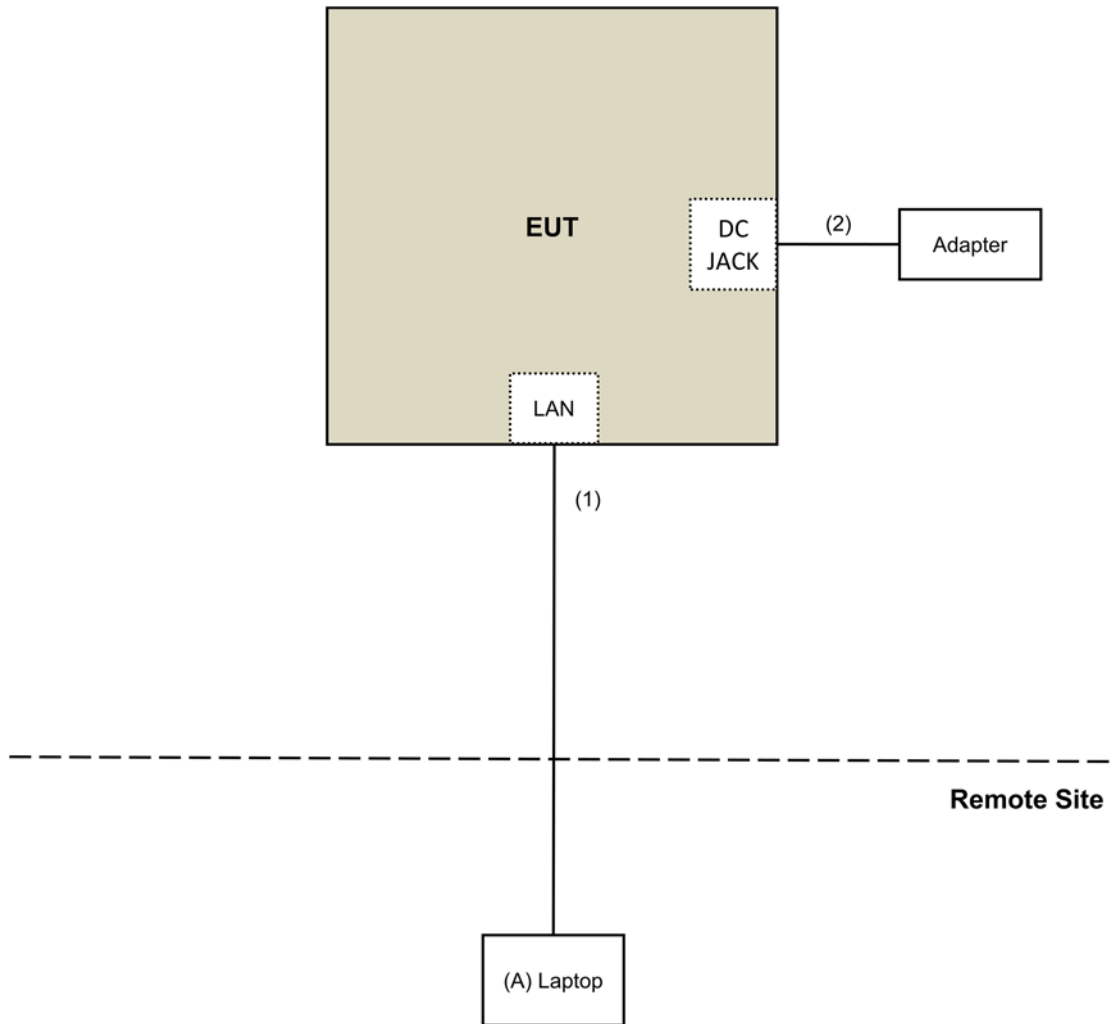 EUT
DC
JACK
(2)
Adapter
LAN
(1)
Remote Site
(A) Laptop